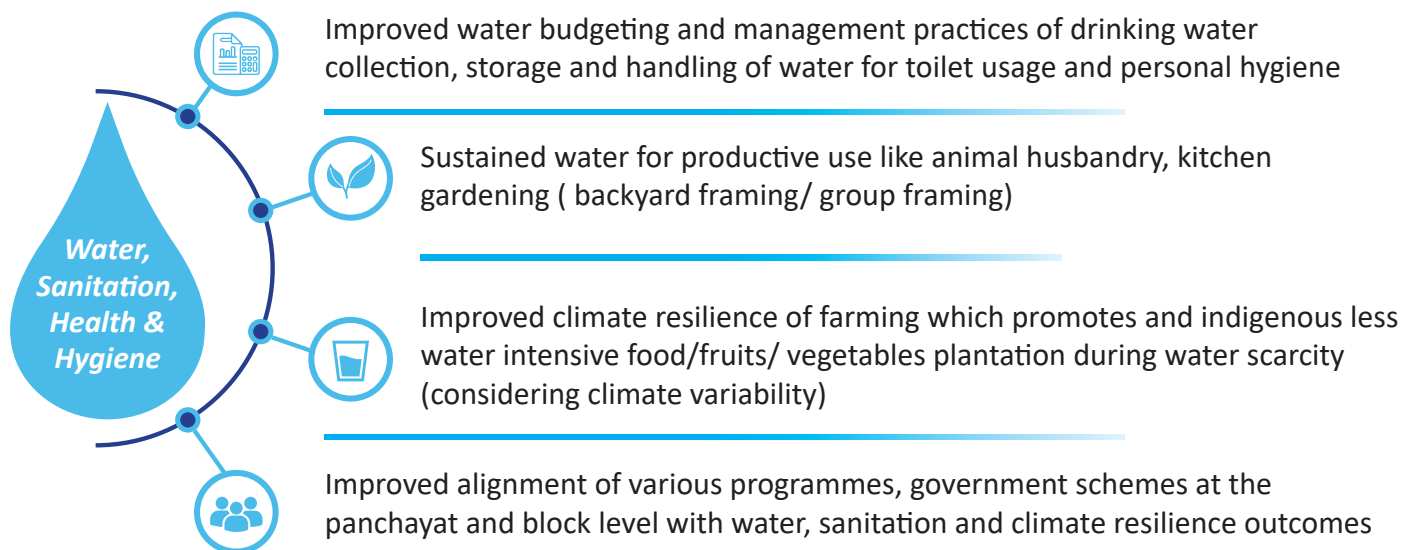 Improved water budgeting and management practices of drinking water
collection, storage and handling of water for toilet usage and personal hygiene
Sustained water for productive use like animal husbandry, kitchen
gardening ( backyard framing/ group framing)
Water,
Sanitation,
Health &
Hygiene
Improved climate resilience of farming which promotes and indigenous less
water intensive food/fruits/ vegetables plantation during water scarcity
(considering climate variability)
Improved alignment of various programmes, government schemes at the
panchayat and block level with water, sanitation and climate resilience outcomes